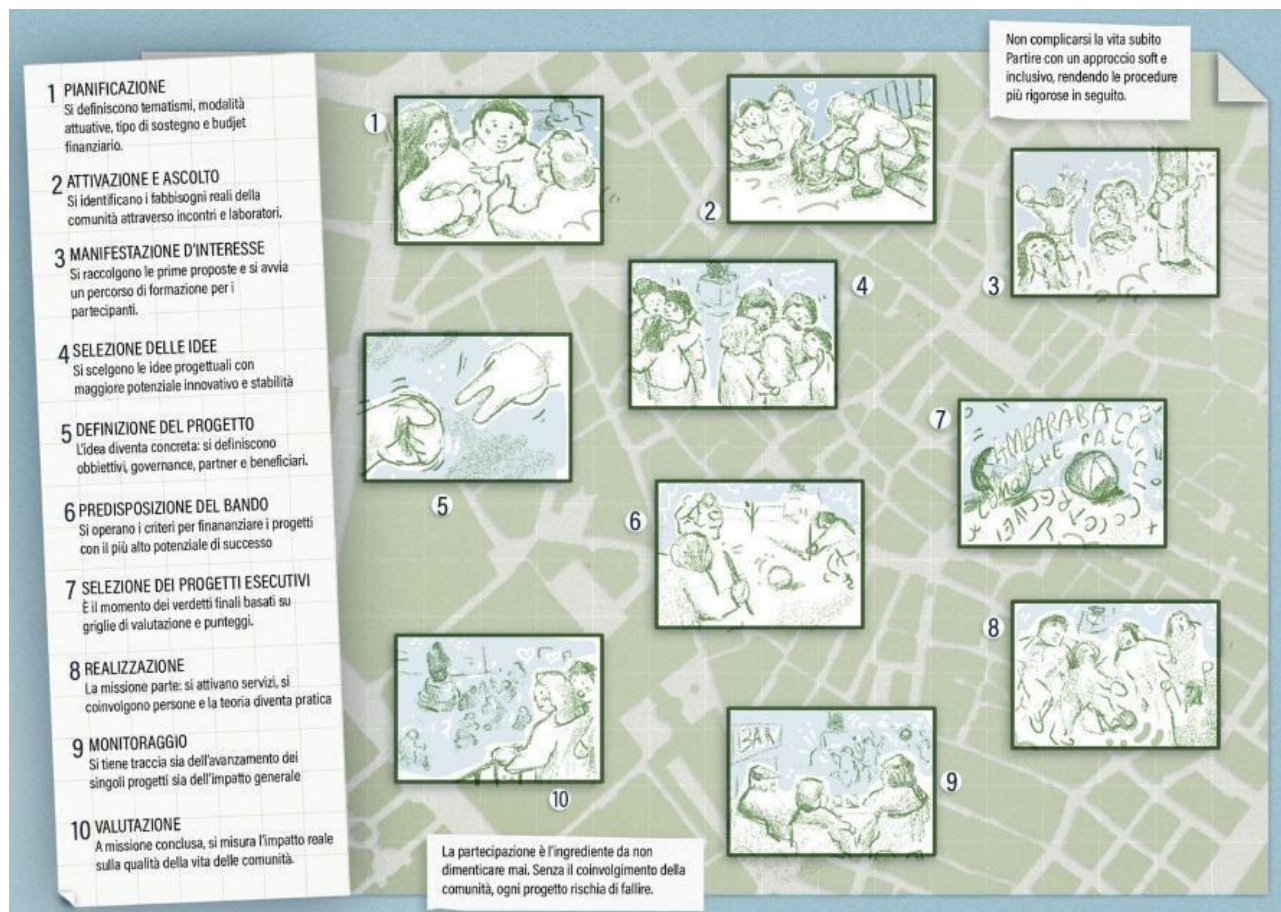 1 PIANIFICAZIONE
Si definiscono tematismi, modalità
attuative, tipo di sostegno e budjet
finanziario.
2 ATTIVAZIONE E ASCOLTO
Si identificano i fabbisogni reali della
comunità attraverso incontri e laboratori.
3 MANIFESTAZIONE D'INTERESSE
Si raccolgono le prime proposte e si avvia
un percorso di formazione per i
partecipanti.
4 SELEZIONE DELLE IDEE
Si scelgono le idee progettuali con
maggiore potenziale innovativo e stabilità
5 DEFINIZIONE DEL PROGETTO
L'idea diventa concreta: si definiscono
obbiettivi, governance, partner e beneficiari.
6 PREDISPOSIZIONE DEL BANDO
Si operano i criteri per finananziare i progetti
con il più alto potenziale di successo
7 SELEZIONE DEI PROGETTI ESECUTIVI
È il momento dei verdetti finali basati su
griglie di valutazione e punteggi.
8 REALIZZAZIONE
La missione parte: si attivano servizi, si
coinvolgono persone e la teoria diventa pratica
9 MONITORAGGIO
Si tiene traccia sia dell'avanzamento dei
singoli progetti sia dell'impatto generale
10 VALUTAZIONE
A missione conclusa, si misura l'impatto reale
sulla qualità della vita delle comunità.
Non complicarsi la vita subito
Partire con un approccio soft e
inclusivo, rendendo le procedure
più rigorose in seguito.
1
2
3
4
5
6
7
AMBARABA
8
BAR
9
10
La partecipazione è l'ingrediente da non
dimenticare mai. Senza il coinvolgimento della
comunità, ogni progetto rischia di fallire.